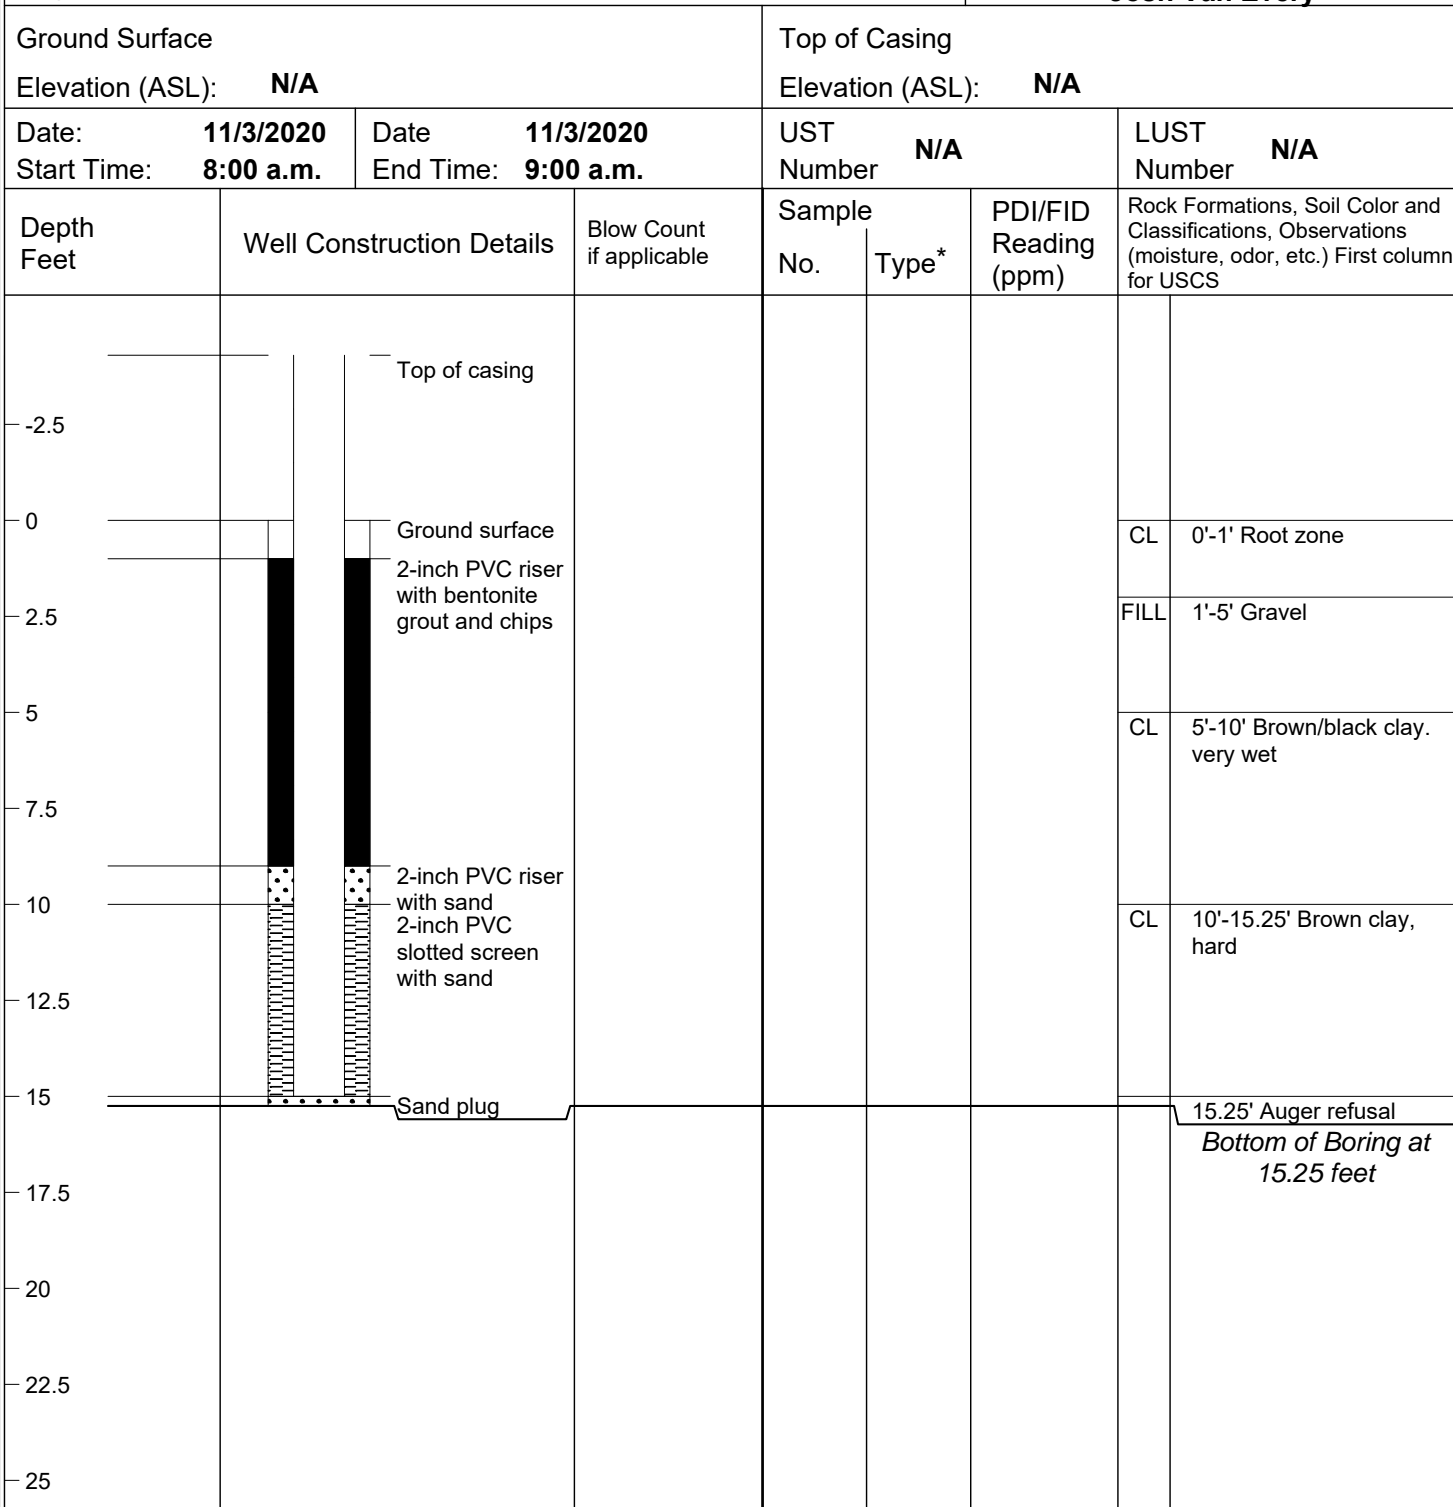 Ground Surface
Elevation (ASL): N/A
Top of Casing
Elevation (ASL): N/A
Date: 11/3/2020
Start Time: 8:00 a.m.
Date 11/3/2020
End Time: 9:00 a.m.
UST
Number N/A
LUST
Number N/A
Depth
Feet
Well Construction Details
Blow Count
if applicable
Sample
No. Type*
PDI/FID
Reading
(ppm)
Rock Formations, Soil Color and
Classifications, Observations
(moisture, odor, etc.) First column
for USCS
Top of casing
-2.5
0
Ground surface
CL 0'-1' Root zone
2-inch PVC riser
with bentonite
grout and chips
2.5
FILL 1'-5' Gravel
5
CL 5'-10' Brown/black clay.
very wet
7.5
2-inch PVC riser
with sand
10
2-inch PVC
slotted screen
with sand
CL 10'-15.25' Brown clay,
hard
12.5
15
Sand plug
15.25' Auger refusal
Bottom of Boring at
15.25 feet
17.5
20
22.5
25